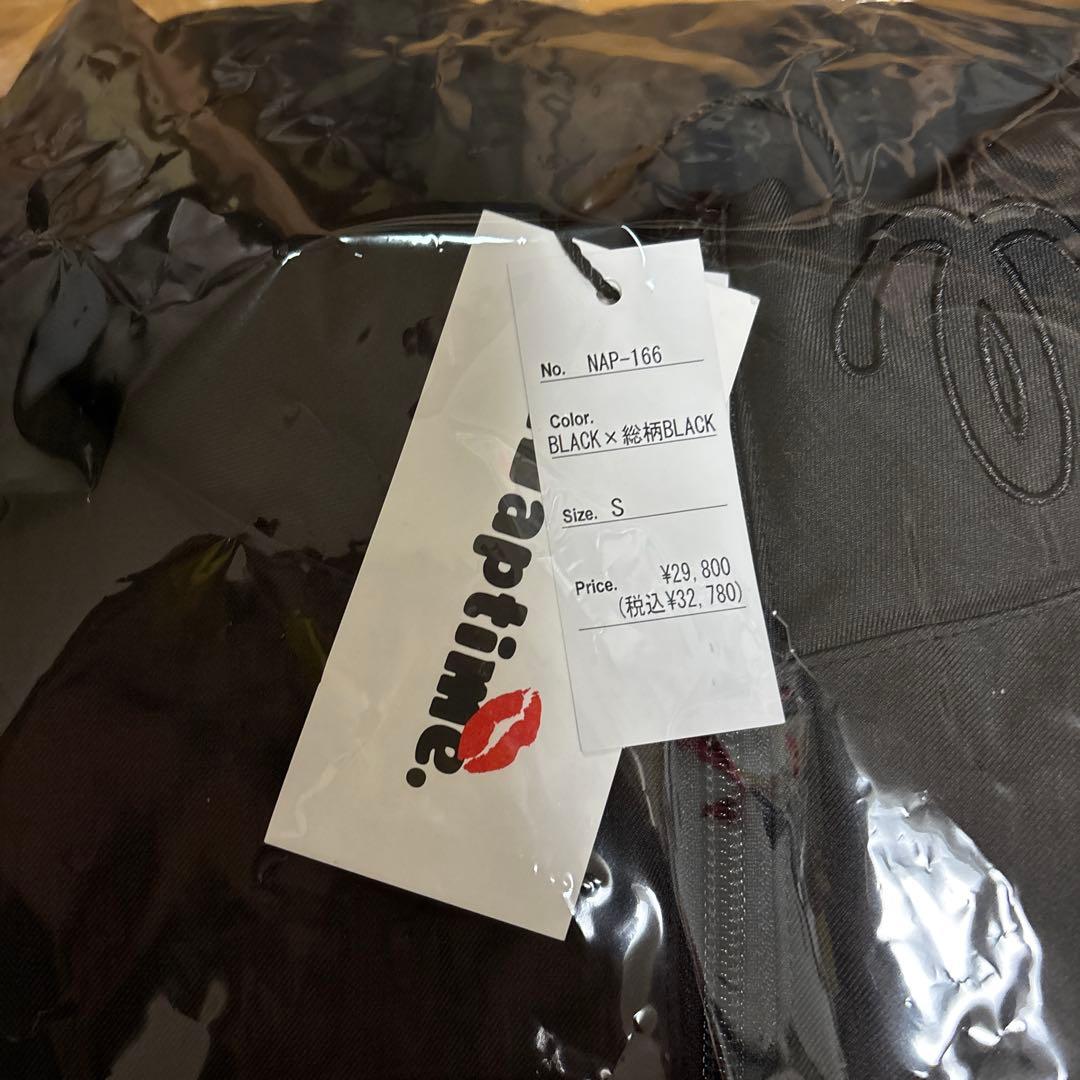 No. NAP-166
Color.
BLACK×総柄BLACK
Size. S
Price. ¥29,800
(税込¥32,780)
aptime.